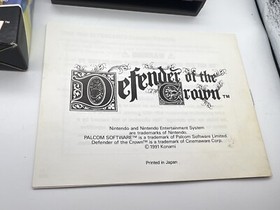 Defender of the
Crown™
Nintendo and Nintendo Entertainment System
are trademarks of Nintendo.
PALCOM SOFTWARE™ is a trademark of Palcom Software Limited.
Defender of the Crown™ is a trademark of Cinemaware Corp.
© 1991 Konami
Printed in Japan